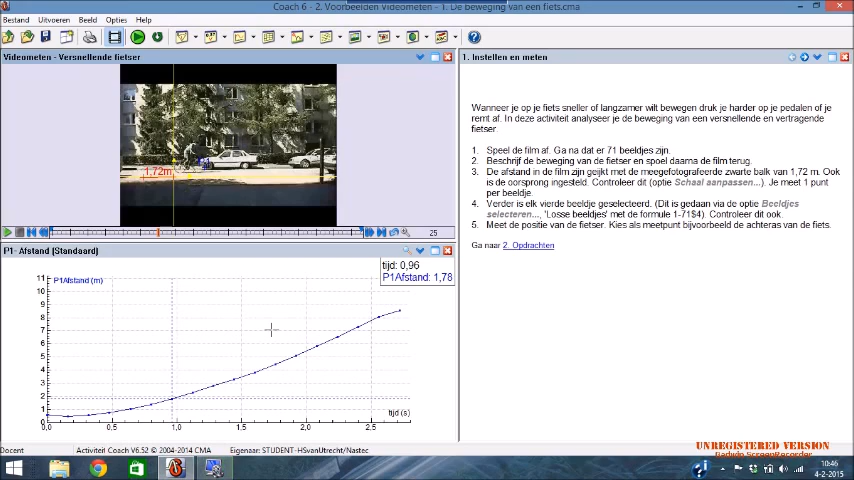 Coach 6 - 2. Voorbeelden Videometen - 1. De beweging van een fiets.cma
Bestand Uitvoeren Beeld Opties Help
Videometen - Versnellende fietser
1. Instellen en meten
Wanneer je op je fiets sneller of langzamer wilt bewegen druk je harder op je pedalen of je
remt af. In deze activiteit analyseer je de beweging van een versnellende en vertragende
fietser.
1. Speel de film af. Ga na dat er 71 beeldjes zijn.
2. Beschrijf de beweging van de fietser en spoel daarna de film terug.
3. De afstand in de film zijn geijkt met de meegefotografeerde zwarte balk van 1,72 m. Ook
is de oorsprong ingesteld. Controleer dit (optie Schaal aanpassen...). Je meet 1 punt
per beeldje.
4. Verder is elk vierde beeldje geselecteerd. (Dit is gedaan via de optie Beeldjes
selecteren..., 'Losse beeldjes' met de formule 1-71$4). Controleer dit ook.
5. Meet de positie van de fietser. Kies als meetpunt bijvoorbeeld de achteras van de fiets.
Ga naar 2. Opdrachten
1,72m
25
P1- Afstand (Standaard)
tijd: 0,96
P1Afstand: 1,78
P1Afstand (m)
11
10
9
8
7
6
5
4
3
2
1
0
tijd (s)
0,0 0,5 1,0 1,5 2,0 2,5
Docent Activiteit Coach V6.52 © 2004-2014 CMA Eigenaar: STUDENT-HSvanUtrecht/Nastec
UNREGISTERED VERSION
Gadwin ScreenRecorder
10:46
4-2-2015